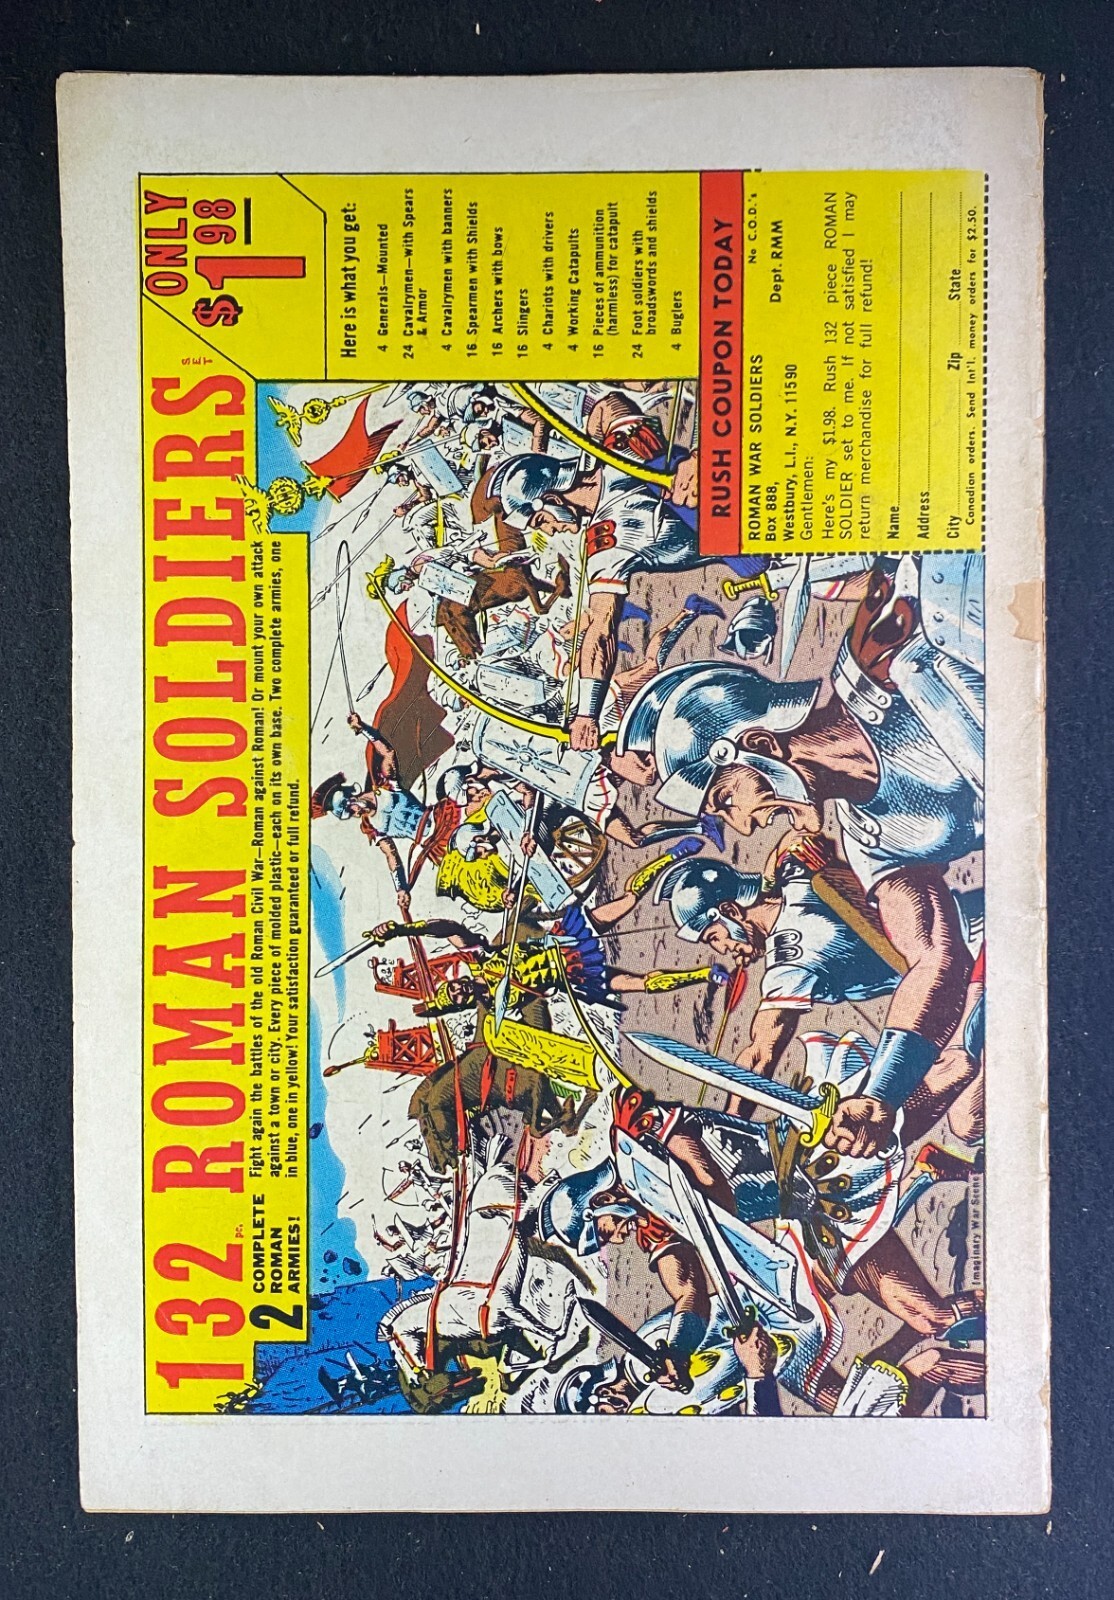 132 pc. ROMAN SOLDIERS SET
ONLY
$1.98
2 COMPLETE
ROMAN
ARMIES!
Fight again the battles of the old Roman Civil War—Roman against Roman! Or mount your own attack
against a town or city. Every piece of molded plastic—each on its own base. Two complete armies, one
in blue, one in yellow! Your satisfaction guaranteed or full refund.
Here is what you get:
4 Generals—Mounted
24 Cavalrymen—with Spears
& Armor
4 Cavalrymen with banners
16 Spearmen with Shields
16 Archers with bows
16 Slingers
4 Chariots with drivers
4 Working Catapults
16 Pieces of ammunition
(harmless) for catapult
24 Foot soldiers with
broadswords and shields
4 Buglers
RUSH COUPON TODAY
ROMAN WAR SOLDIERS No C.O.D.'s
Box 888, Dept. RMM
Westbury, L.I., N.Y. 11590
Gentlemen:
Here's my $1.98. Rush 132 piece ROMAN
SOLDIER set to me. If not satisfied I may
return merchandise for full refund!
Name
Address
City Zip State
Canadian orders. Send Int'l. money orders for $2.50.
Imaginary War Scene